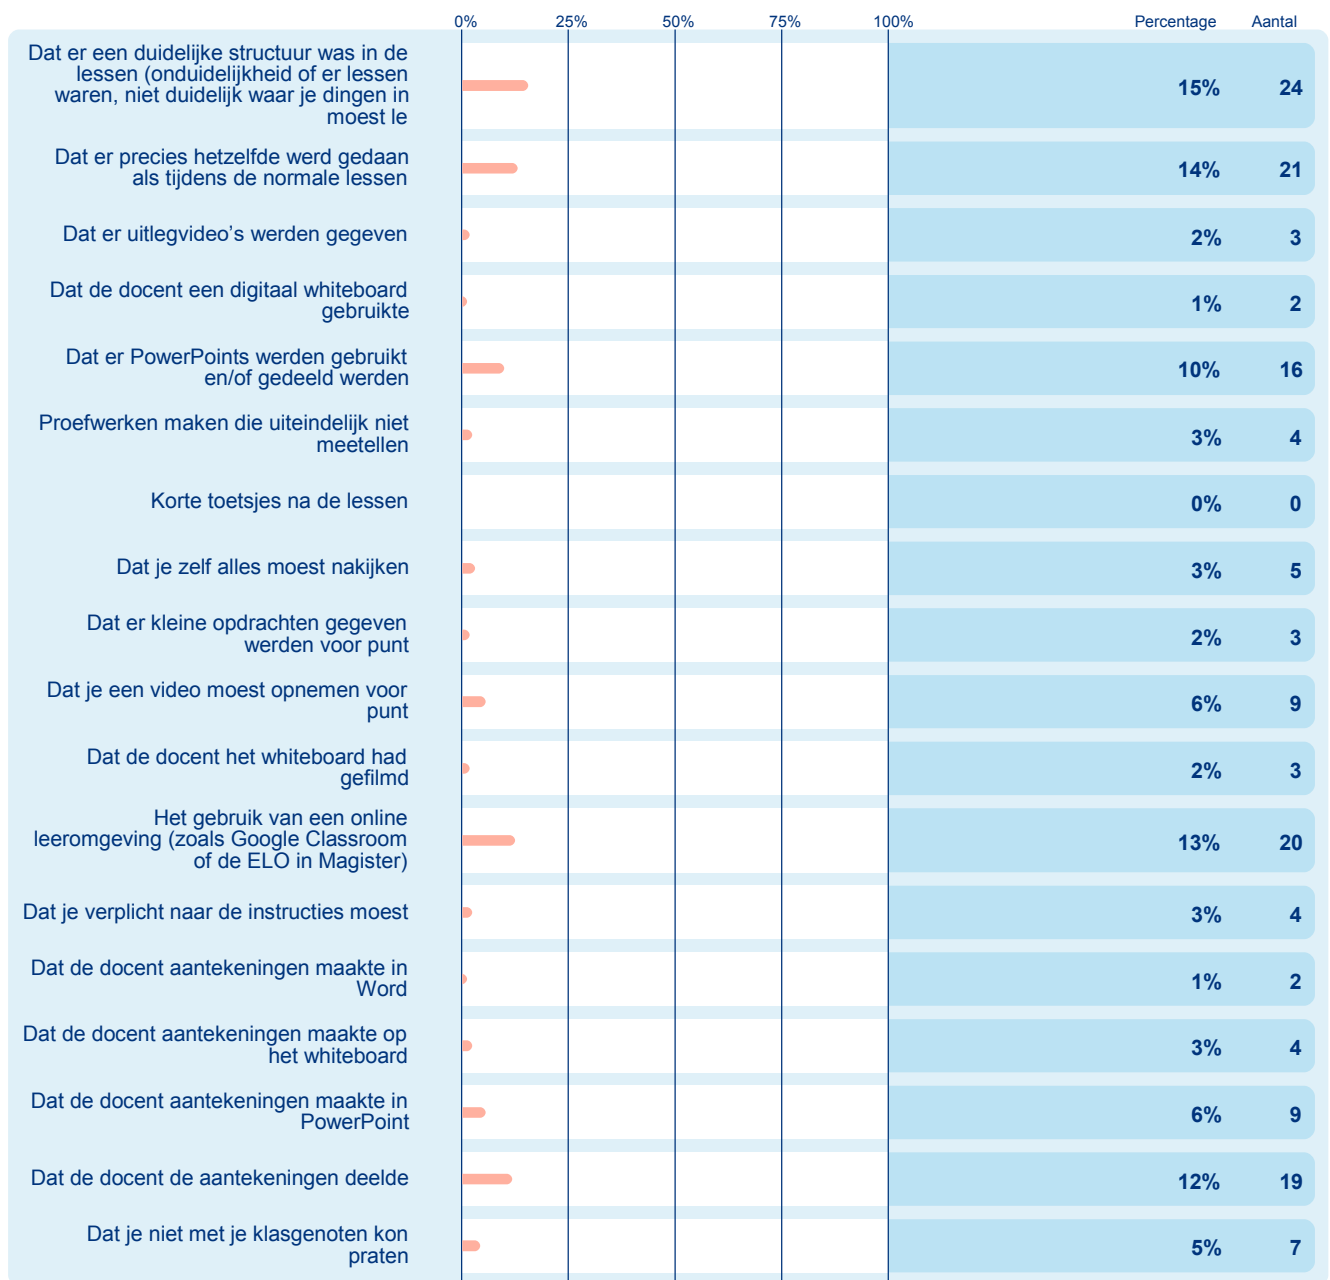 0% 25% 50% 75% 100% Percentage Aantal
Dat er een duidelijke structuur was in de
lessen (onduidelijkheid of er lessen
waren, niet duidelijk waar je dingen in
moest le
15% 24
Dat er precies hetzelfde werd gedaan
als tijdens de normale lessen
14% 21
Dat er uitlegvideo's werden gegeven
2% 3
Dat de docent een digitaal whiteboard
gebruikte
1% 2
Dat er PowerPoints werden gebruikt
en/of gedeeld werden
10% 16
Proefwerken maken die uiteindelijk niet
meetellen
3% 4
Korte toetsjes na de lessen
0% 0
Dat je zelf alles moest nakijken
3% 5
Dat er kleine opdrachten gegeven
werden voor punt
2% 3
Dat je een video moest opnemen voor
punt
6% 9
Dat de docent het whiteboard had
gefilmd
2% 3
Het gebruik van een online
leeromgeving (zoals Google Classroom
of de ELO in Magister)
13% 20
Dat je verplicht naar de instructies moest
3% 4
Dat de docent aantekeningen maakte in
Word
1% 2
Dat de docent aantekeningen maakte op
het whiteboard
3% 4
Dat de docent aantekeningen maakte in
PowerPoint
6% 9
Dat de docent de aantekeningen deelde
12% 19
Dat je niet met je klasgenoten kon
praten
5% 7